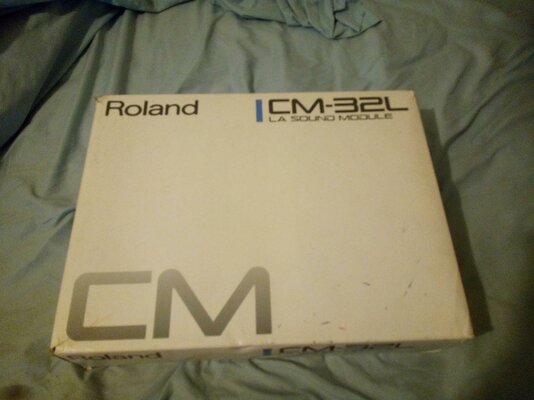 Roland
CM-32L
LA SOUND MODULE
CM
Roland
CM-32L